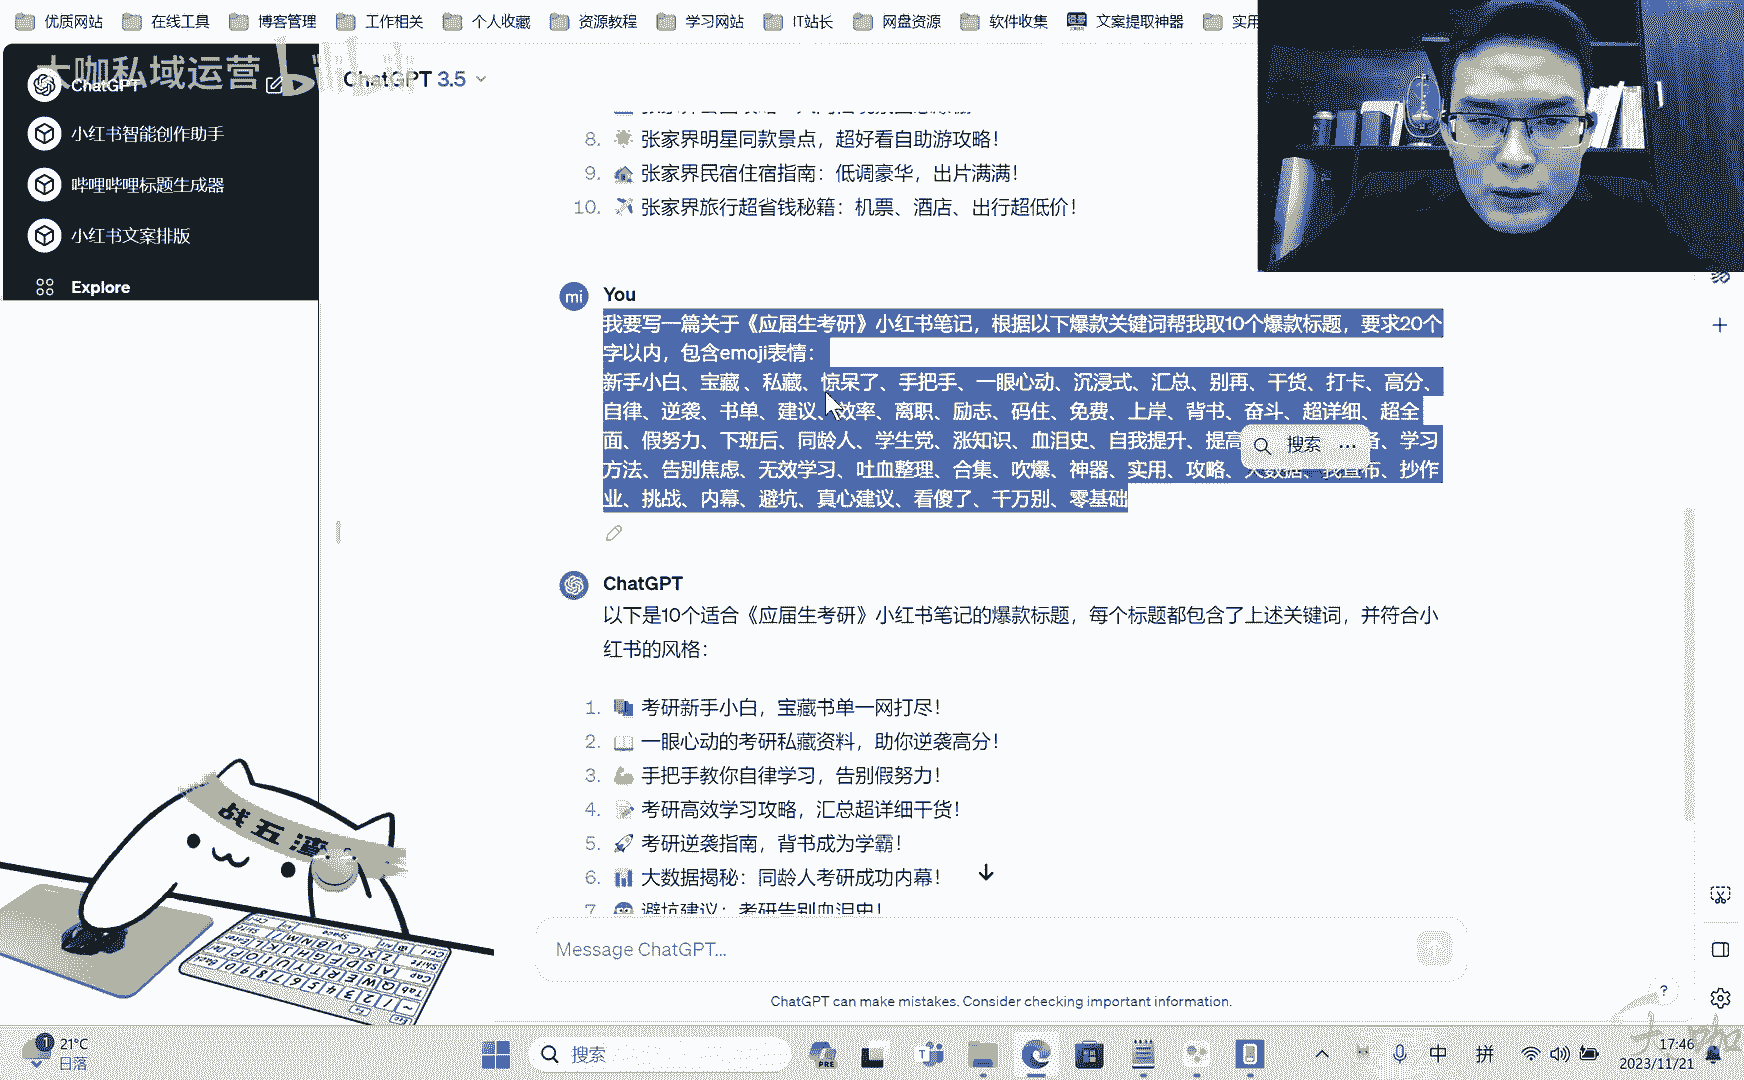 优质网站 在线工具 博客管理 工作相关 个人收藏 资源教程 学习网站 IT站长 网盘资源 软件收集 文案提取神器 实用
大咖私域运营 bilibili
ChatGPT
小红书智能创作助手
哔哩哔哩标题生成器
小红书文案排版
Explore
ChatGPT 3.5
8. 张家界明星同款景点，超好看自助游攻略！
9. 张家界民宿住宿指南：低调豪华，出片满满！
10. 张家界旅行超省钱秘籍：机票、酒店、出行超低价！
mi
You
我要写一篇关于《应届生考研》小红书笔记，根据以下爆款关键词帮我取10个爆款标题，要求20个
字以内，包含emoji表情：
新手小白、宝藏 、私藏、惊呆了、手把手、一眼心动、沉浸式、汇总、别再、干货、打卡、高分、
自律、逆袭、书单、建议、效率、离职、励志、码住、免费、上岸、背书、奋斗、超详细、超全
面、假努力、下班后、同龄人、学生党、涨知识、血泪史、自我提升、提高 、学习
方法、告别焦虑、无效学习、吐血整理、合集、吹爆、神器、实用、攻略、大数据、我宣布、抄作
业、挑战、内幕、避坑、真心建议、看傻了、千万别、零基础
搜索 ...
ChatGPT
以下是10个适合《应届生考研》小红书笔记的爆款标题，每个标题都包含了上述关键词，并符合小
红书的风格：
1. 考研新手小白，宝藏书单一网打尽！
2. 一眼心动的考研私藏资料，助你逆袭高分！
3. 手把手教你自律学习，告别假努力！
4. 考研高效学习攻略，汇总超详细干货！
5. 考研逆袭指南，背书成为学霸！
6. 大数据揭秘：同龄人考研成功内幕！
7. 避坑建议：考研告别血泪史！
Message ChatGPT...
ChatGPT can make mistakes. Consider checking important information.
?
战五渣
大咖
1
21°C
日落
搜索
PRE
中
拼
17:46
2023/11/21